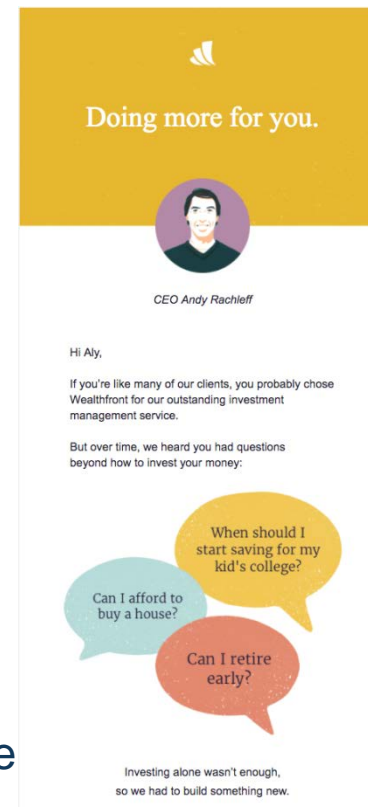 Doing more for you.
CEO Andy Rachleff
Hi Aly,
If you're like many of our clients, you probably chose
Wealthfront for our outstanding investment
management service.
But over time, we heard you had questions
beyond how to invest your money:
When should I
start saving for my
kid's college?
Can I afford to
buy a house?
Can I retire
early?
e
Investing alone wasn't enough,
so we had to build something new.